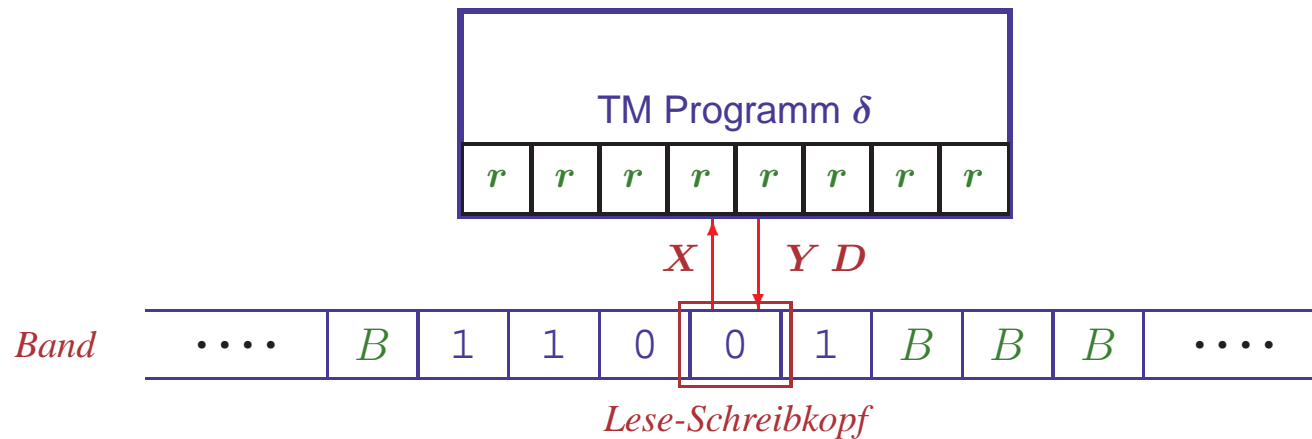 TM Programm δ
r r r r r r r r
X Y D
Band ···· B 1 1 0 0 1 B B B ····
Lese-Schreibkopf